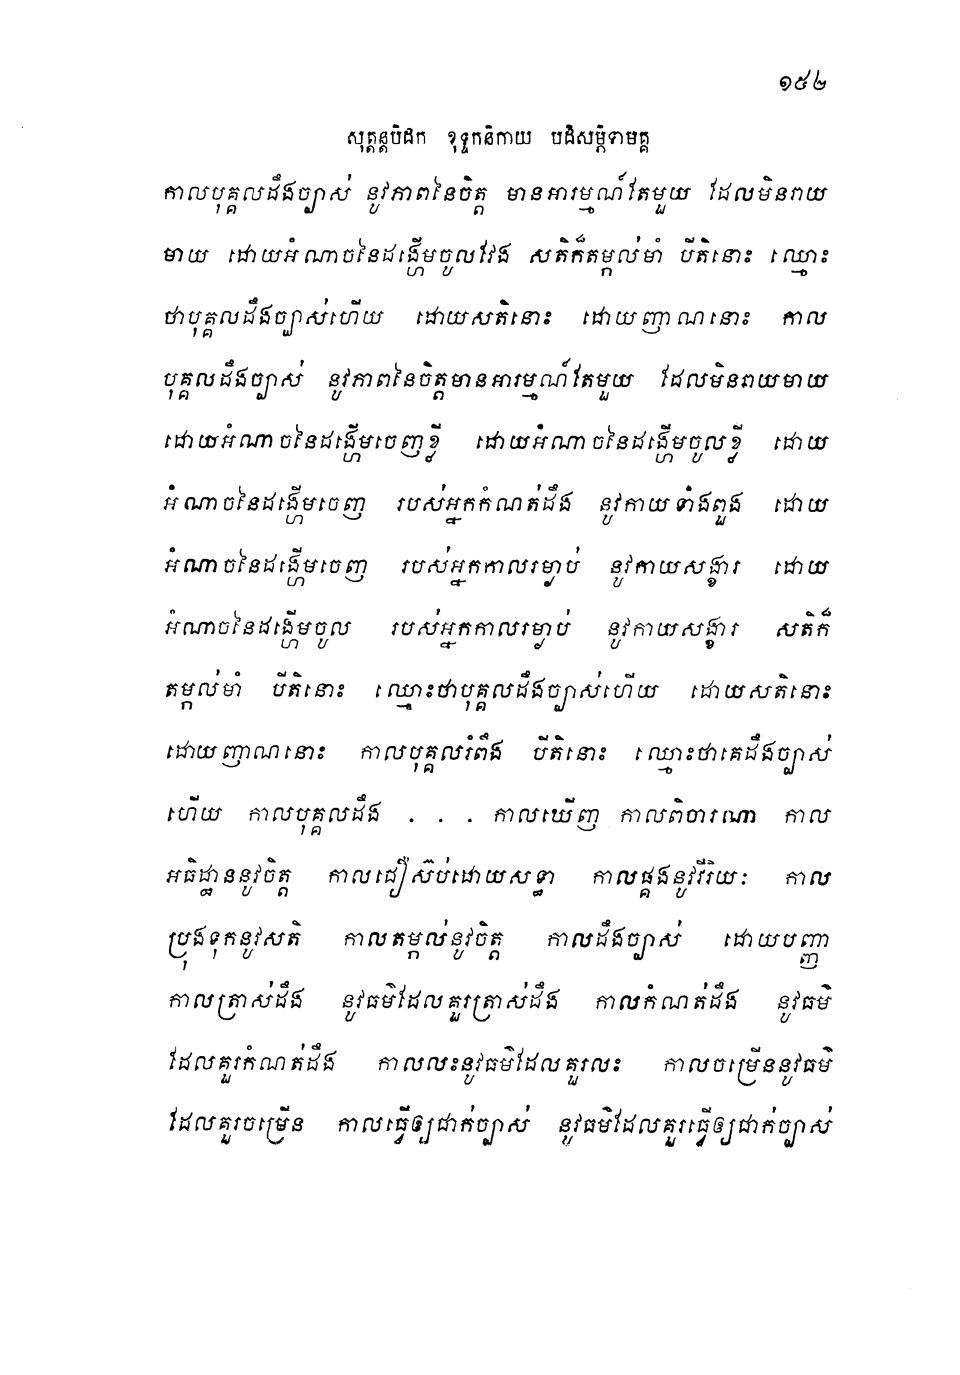 ១៥២
សុត្តន្តបិដក ខុទ្ទកនិកាយ បដិសម្ភិទាមគ្គ
កាលបុគ្គលដឹងច្បាស់ នូវភាពនៃចិត្ត មានអារម្មណ៍តែមួយ ដែលមិនរាយ
មាយ ដោយអំណាចនៃដង្ហើមចូលវែង សតិក៏តម្កល់មាំ បីតិនោះ ឈ្មោះ
ថាបុគ្គលដឹងច្បាស់ហើយ ដោយសតិនោះ ដោយញាណនោះ កាល
បុគ្គលដឹងច្បាស់ នូវភាពនៃចិត្តមានអារម្មណ៍តែមួយ ដែលមិនរាយមាយ
ដោយអំណាចនៃដង្ហើមចេញខ្លី ដោយអំណាចនៃដង្ហើមចូលខ្លី ដោយ
អំណាចនៃដង្ហើមចេញ របស់អ្នកកំណត់ដឹង នូវកាយទាំងពួង ដោយ
អំណាចនៃដង្ហើមចេញ របស់អ្នកកាលរម្ងាប់ នូវកាយសង្ខារ ដោយ
អំណាចនៃដង្ហើមចូល របស់អ្នកកាលរម្ងាប់ នូវកាយសង្ខារ សតិក៏
តម្កល់មាំ បីតិនោះ ឈ្មោះថាបុគ្គលដឹងច្បាស់ហើយ ដោយសតិនោះ
ដោយញាណនោះ កាលបុគ្គលរំពឹង បីតិនោះ ឈ្មោះថាគេដឹងច្បាស់
ហើយ កាលបុគ្គលដឹង . . . កាលឃើញ កាលពិចារណា កាល
អធិដ្ឋាននូវចិត្ត កាលជឿស៊ប់ដោយសទ្ធា កាលផ្គងនូវវីរិយៈ កាល
ប្រុងទុកនូវសតិ កាលតម្កល់នូវចិត្ត កាលដឹងច្បាស់ ដោយបញ្ញា
កាលត្រាស់ដឹង នូវធម៌ដែលគួរត្រាស់ដឹង កាលកំណត់ដឹង នូវធម៌
ដែលគួរកំណត់ដឹង កាលលះនូវធម៌ដែលគួរលះ កាលចម្រើននូវធម៌
ដែលគួរចម្រើន កាលធ្វើឲ្យជាក់ច្បាស់ នូវធម៌ដែលគួរធ្វើឲ្យជាក់ច្បាស់